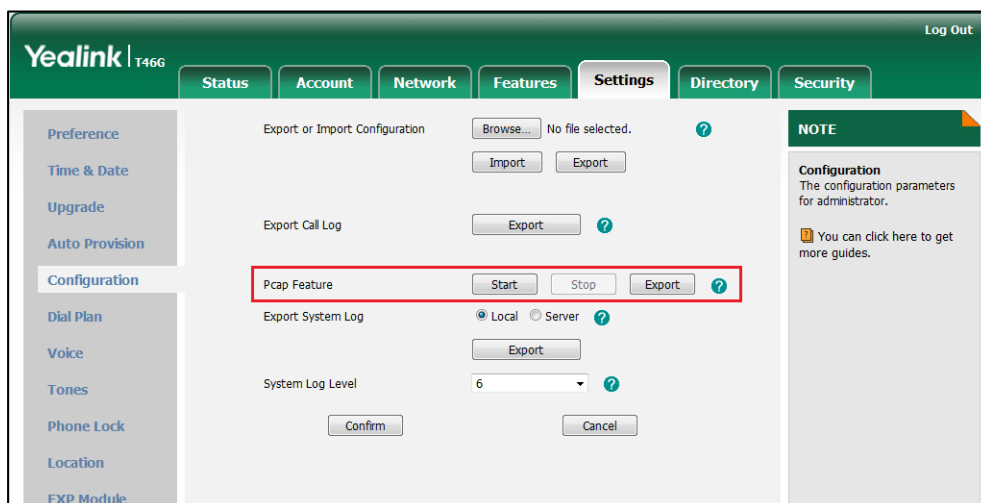 Log Out
Yealink T46G
Status Account Network Features Settings Directory Security
Preference
Time & Date
Upgrade
Auto Provision
Configuration
Dial Plan
Voice
Tones
Phone Lock
Location
EXP Module
Export or Import Configuration Browse... No file selected. ?
Import Export
Export Call Log Export ?
Pcap Feature Start Stop Export ?
Export System Log Local Server ?
Export
System Log Level 6 ?
Confirm Cancel
NOTE
Configuration
The configuration parameters
for administrator.
? You can click here to get
more guides.